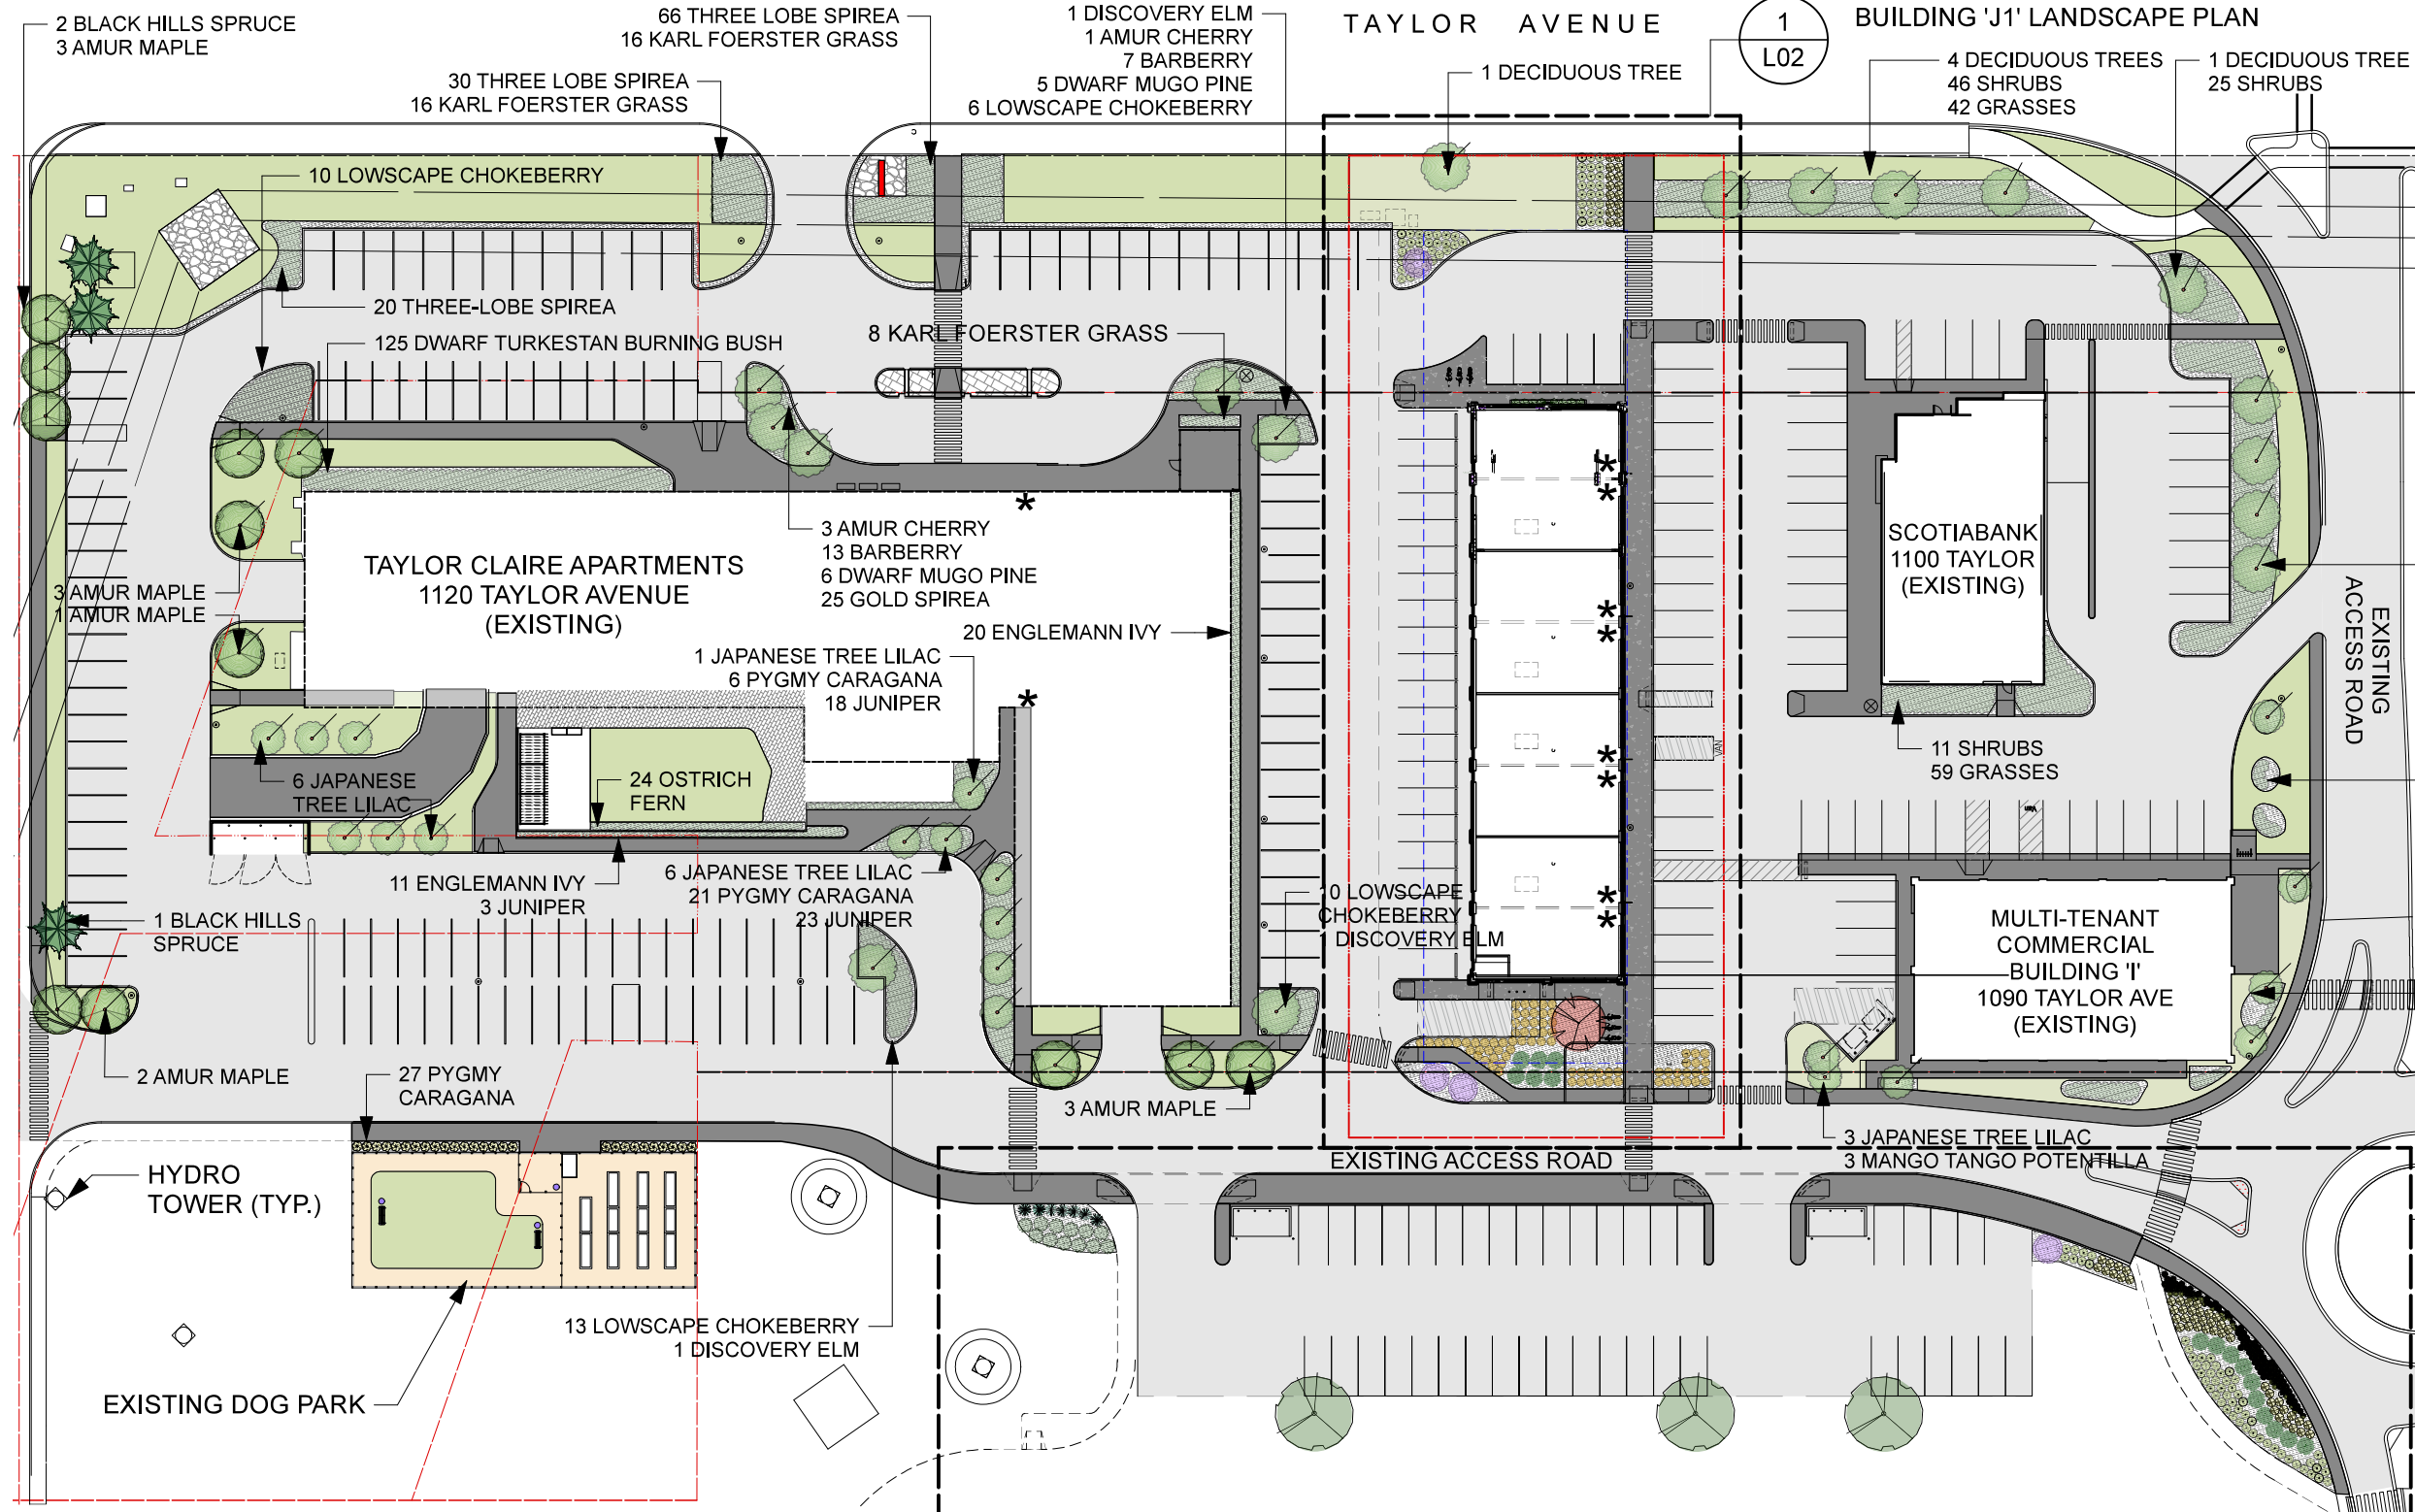 2 BLACK HILLS SPRUCE
3 AMUR MAPLE
66 THREE LOBE SPIREA
16 KARL FOERSTER GRASS
30 THREE LOBE SPIREA
16 KARL FOERSTER GRASS
1 DISCOVERY ELM
1 AMUR CHERRY
7 BARBERRY
5 DWARF MUGO PINE
6 LOWSCAPE CHOKEBERRY
TAYLOR AVENUE
1 DECIDUOUS TREE
1
L02
BUILDING 'J1' LANDSCAPE PLAN
4 DECIDUOUS TREES
46 SHRUBS
42 GRASSES
1 DECIDUOUS TREE
25 SHRUBS
10 LOWSCAPE CHOKEBERRY
20 THREE-LOBE SPIREA
125 DWARF TURKESTAN BURNING BUSH
8 KARL FOERSTER GRASS
TAYLOR CLAIRE APARTMENTS
1120 TAYLOR AVENUE
(EXISTING)
3 AMUR CHERRY
13 BARBERRY
6 DWARF MUGO PINE
25 GOLD SPIREA
20 ENGLEMANN IVY
3 AMUR MAPLE
1 AMUR MAPLE
1 JAPANESE TREE LILAC
6 PYGMY CARAGANA
18 JUNIPER
SCOTIABANK
1100 TAYLOR
(EXISTING)
EXISTING
ACCESS ROAD
VAN
11 SHRUBS
59 GRASSES
6 JAPANESE
TREE LILAC
24 OSTRICH
FERN
11 ENGLEMANN IVY
3 JUNIPER
6 JAPANESE TREE LILAC
21 PYGMY CARAGANA
23 JUNIPER
10 LOWSCAPE
CHOKEBERRY
1 DISCOVERY ELM
1 BLACK HILLS
SPRUCE
MULTI-TENANT
COMMERCIAL
BUILDING 'I'
1090 TAYLOR AVE
(EXISTING)
2 AMUR MAPLE
27 PYGMY
CARAGANA
3 AMUR MAPLE
3 JAPANESE TREE LILAC
3 MANGO TANGO POTENTILLA
EXISTING ACCESS ROAD
HYDRO
TOWER (TYP.)
13 LOWSCAPE CHOKEBERRY
1 DISCOVERY ELM
EXISTING DOG PARK